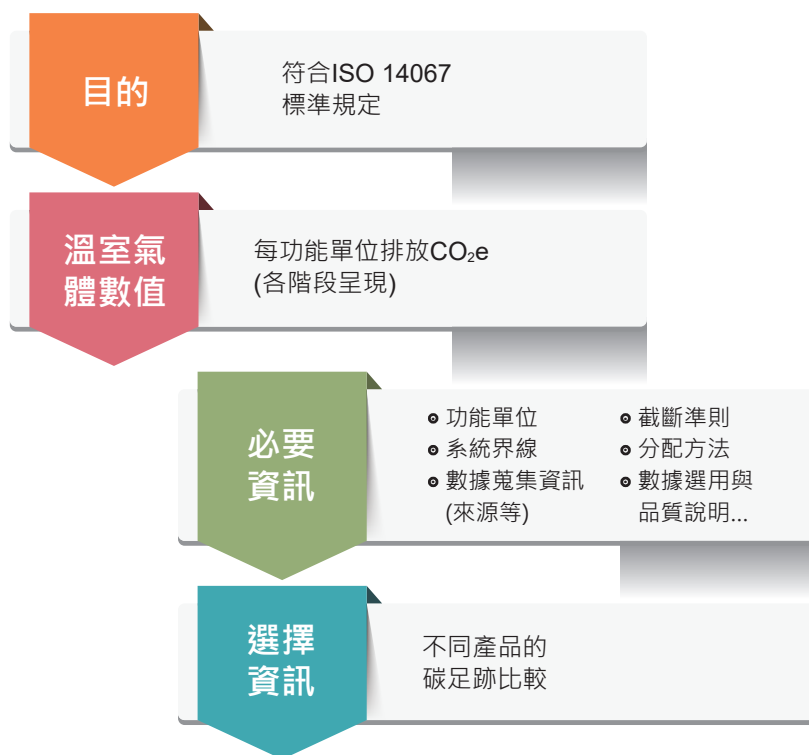 目的
符合ISO 14067
標準規定
溫室氣
體數值
每功能單位排放CO₂e
(各階段呈現)
必要
資訊
功能單位
系統界線
數據蒐集資訊
(來源等)
截斷準則
分配方法
數據選用與
品質說明...
選擇
資訊
不同產品的
碳足跡比較